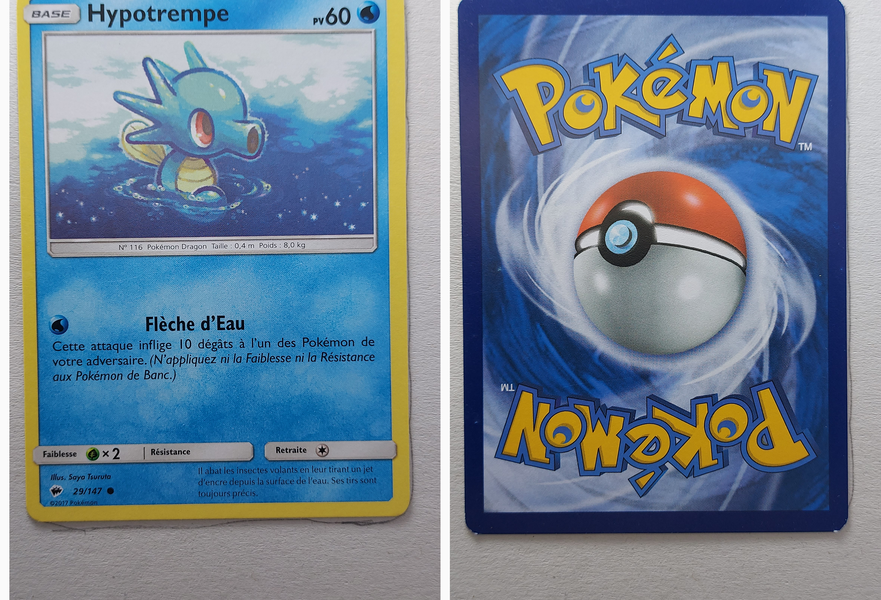 BASE
Hypotrempe
PV60
N° 116 Pokémon Dragon Taille : 0,4 m Poids : 8,0 kg
Flèche d'Eau
Cette attaque inflige 10 dégâts à l'un des Pokémon de
votre adversaire. (N'appliquez ni la Faiblesse ni la Résistance
aux Pokémon de Banc.)
Faiblesse ×2 Résistance Retraite
Illus. Saya Tsuruta
29/147
©2017 Pokémon
Il abat les insectes volants en leur tirant un jet
d'encre depuis la surface de l'eau. Ses tirs sont
toujours précis.
POKéMON
TM
TM
POKéMON